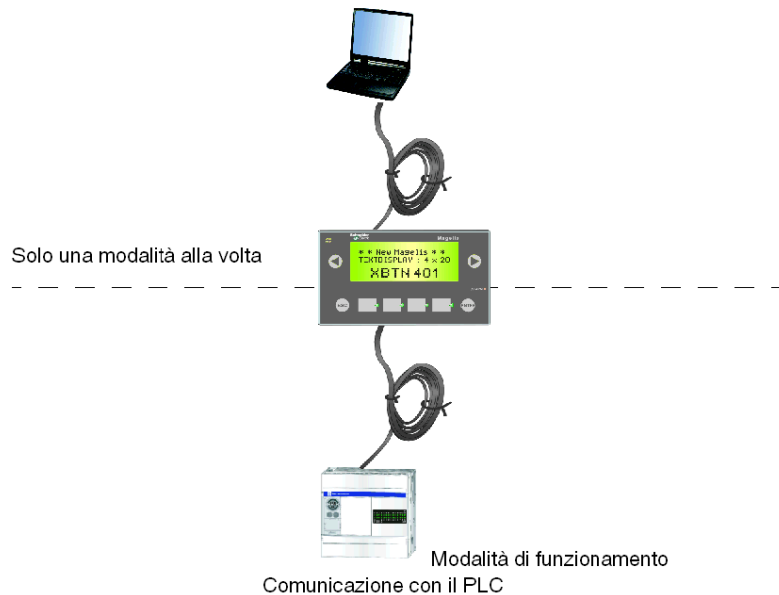 Solo una modalità alla volta
Magelis
* * New Magelis * *
TEXTDISPLAY : 4 x 20
XBTN 401
Modalità di funzionamento
Comunicazione con il PLC